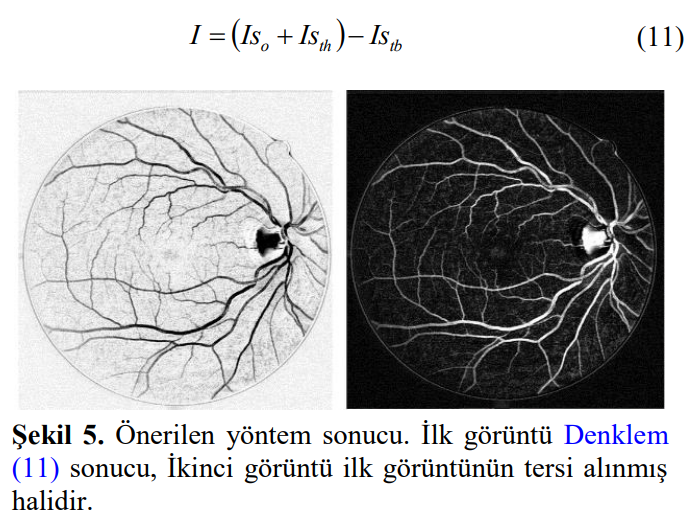 I = (Is_o + Is_th) − Is_tb (11)
Şekil 5. Önerilen yöntem sonucu. İlk görüntü Denklem
(11) sonucu, İkinci görüntü ilk görüntünün tersi alınmış
halidir.